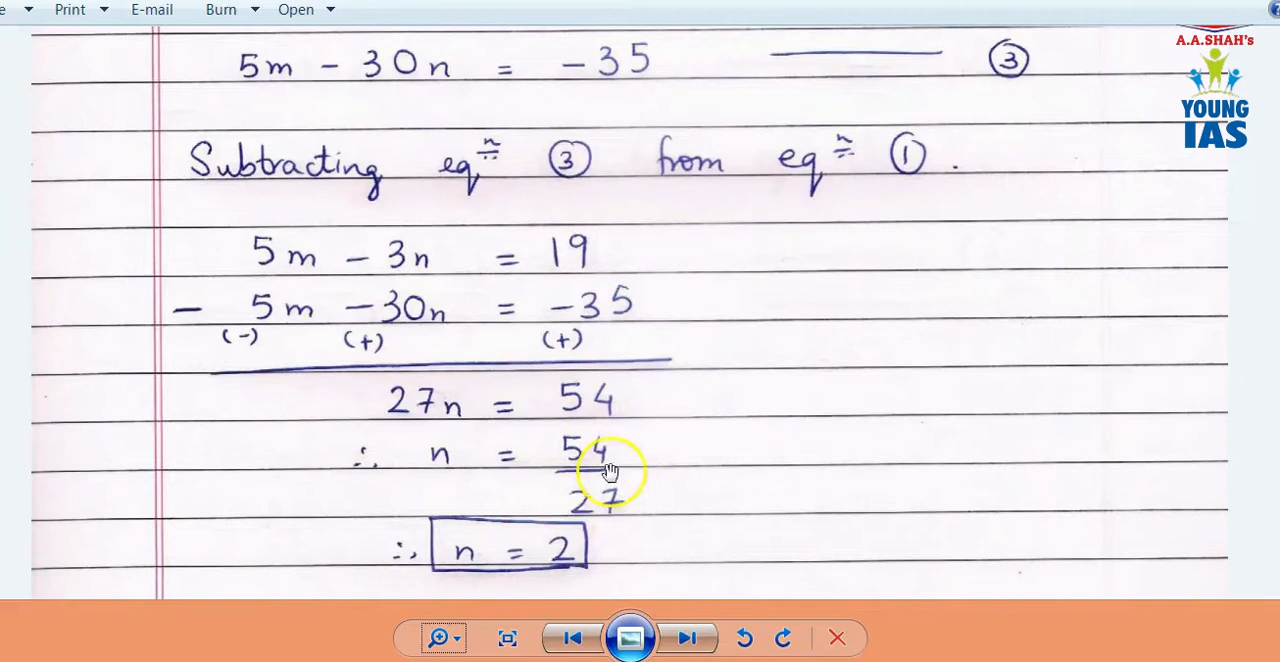 Print E-mail Burn Open
A.A.SHAH's
YOUNG
IAS
5m - 30n = -35 ③
Subtracting eqⁿ ③ from eqⁿ ①.
5m - 3n = 19
- 5m - 30n = -35
(-) (+) (+)
27n = 54
∴ n = 54
27
∴ n = 2